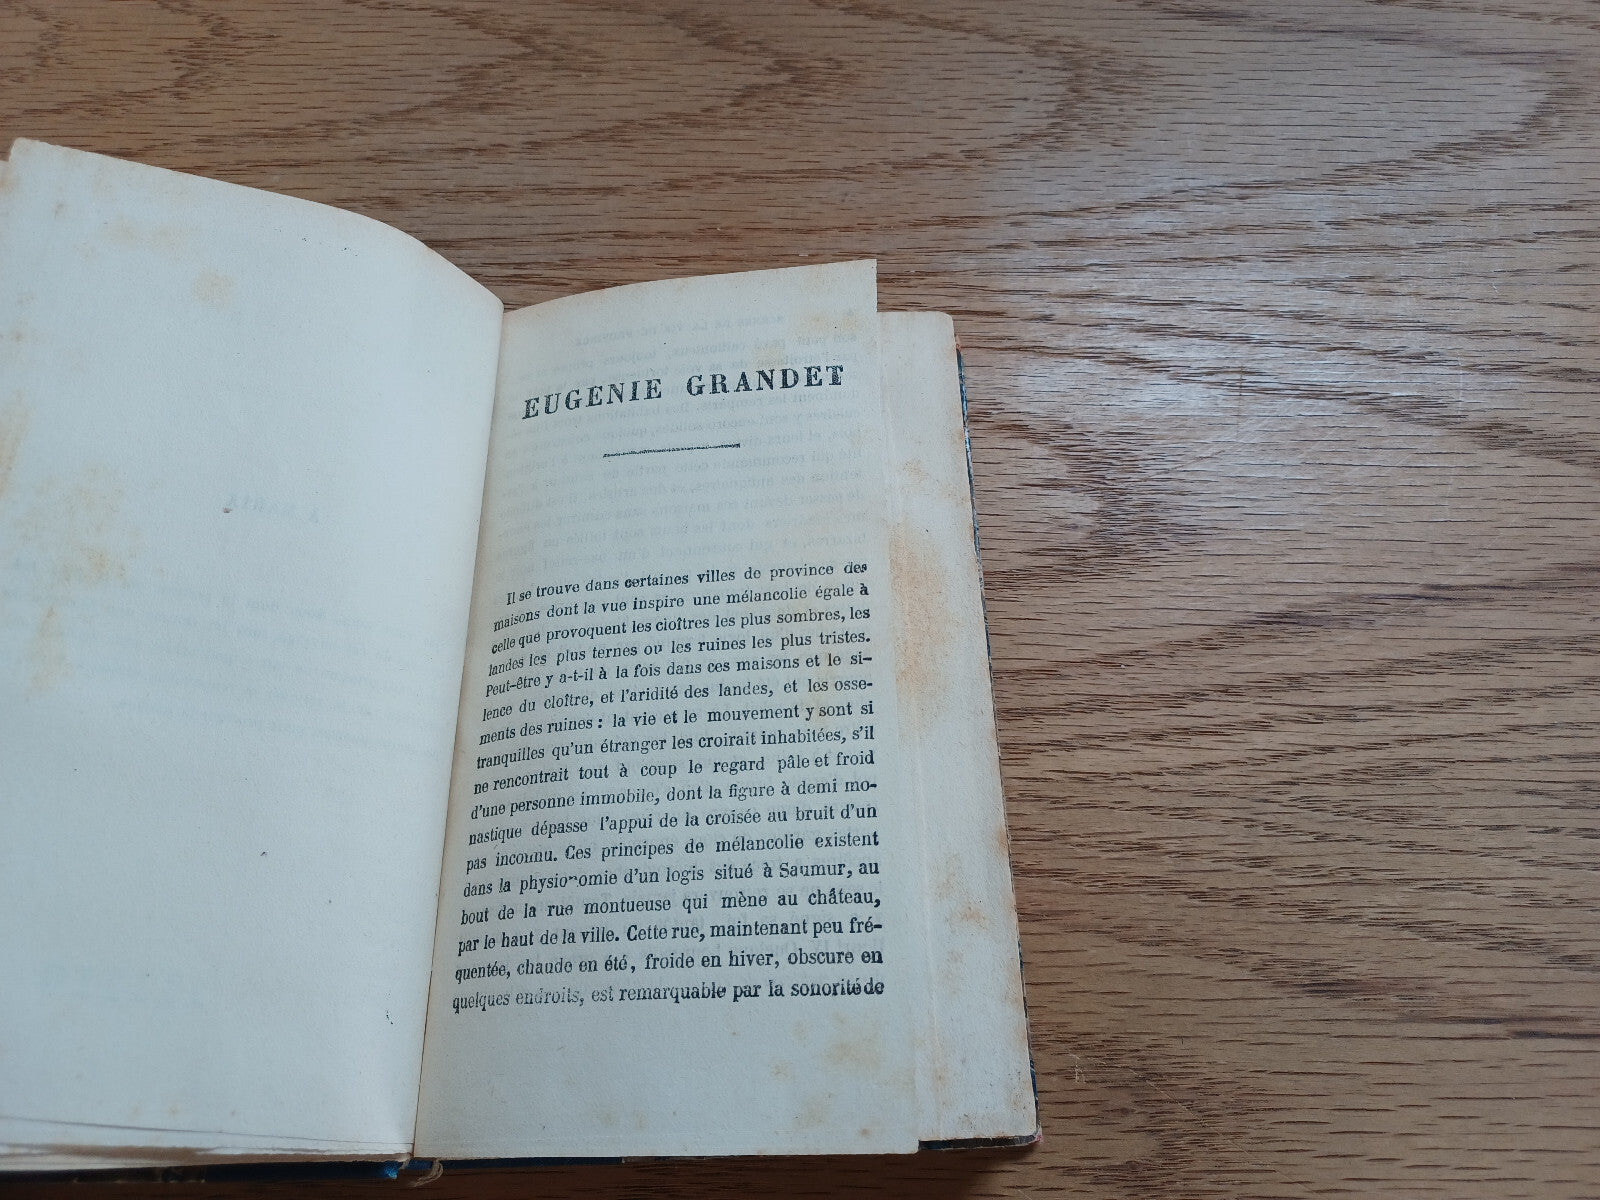 EUGÉNIE GRANDET
Il se trouve dans certaines villes de province des
maisons dont la vue inspire une mélancolie égale à
celle que provoquent les cloîtres les plus sombres, les
landes les plus ternes ou les ruines les plus tristes.
Peut-être y a-t-il à la fois dans ces maisons et le si-
lence du cloître, et l'aridité des landes, et les osse-
ments des ruines : la vie et le mouvement y sont si
tranquilles qu'un étranger les croirait inhabitées, s'il
ne rencontrait tout à coup le regard pâle et froid
d'une personne immobile, dont la figure à demi mo-
nastique dépasse l'appui de la croisée au bruit d'un
pas inconnu. Ces principes de mélancolie existent
dans la physionomie d'un logis situé à Saumur, au
bout de la rue montueuse qui mène au château,
par le haut de la ville. Cette rue, maintenant peu fré-
quentée, chaude en été, froide en hiver, obscure en
quelques endroits, est remarquable par la sonorité de